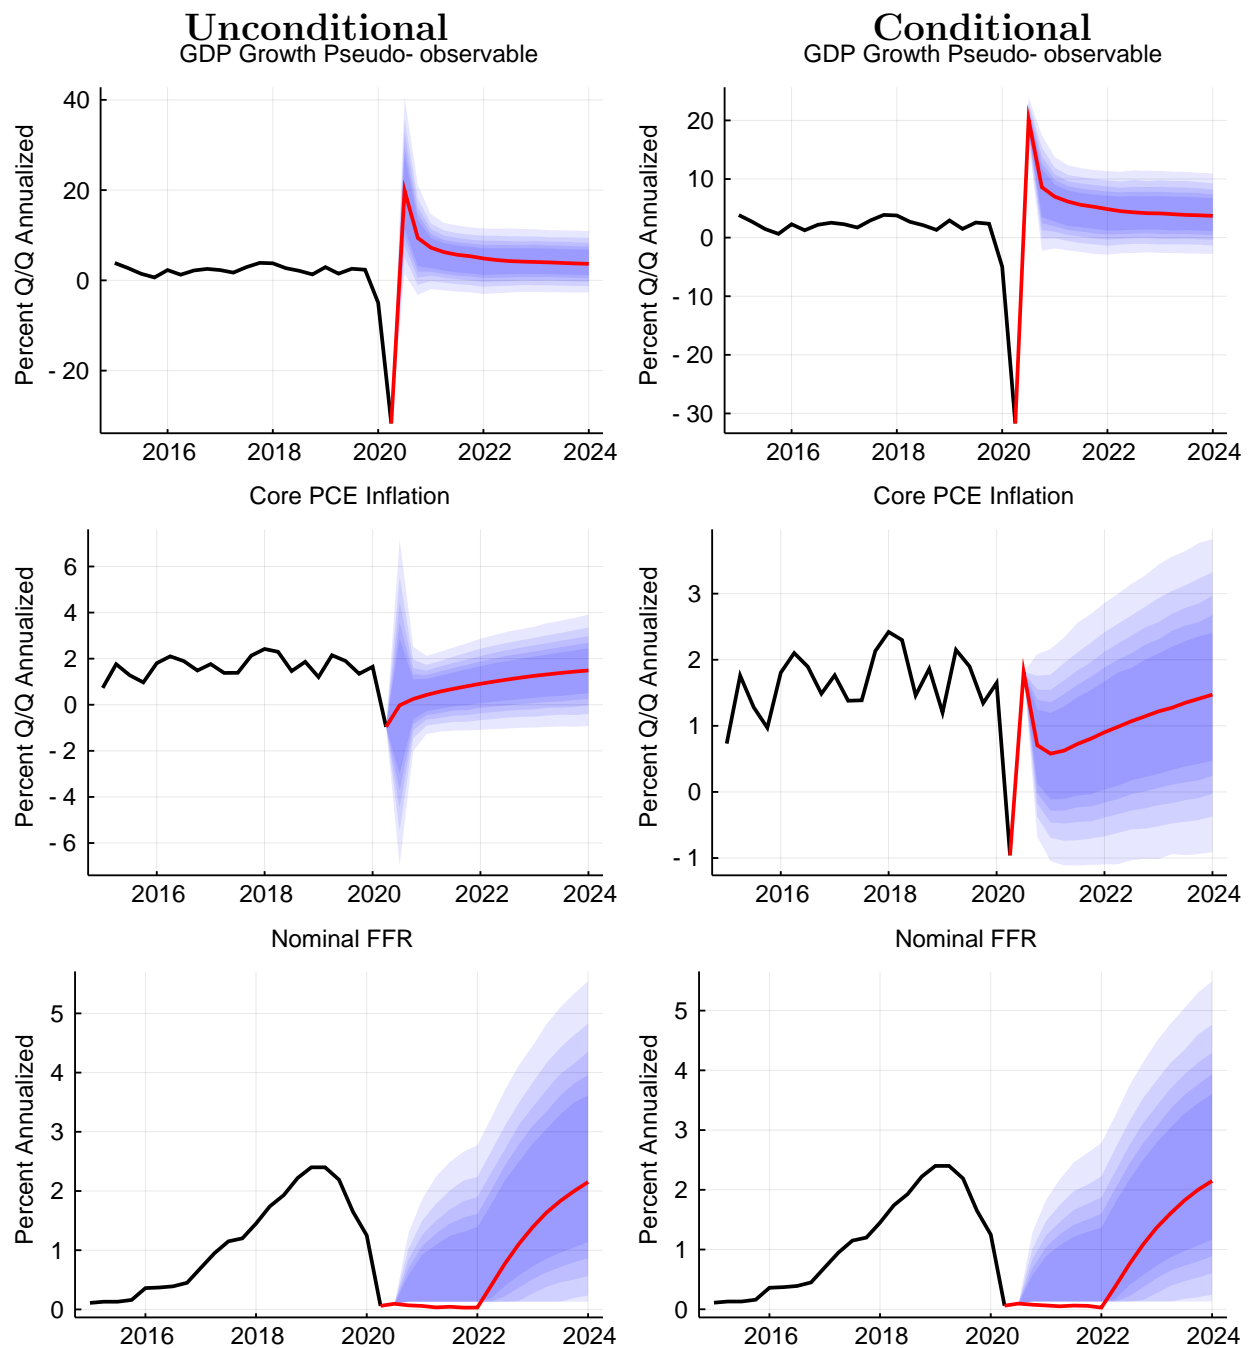 Unconditional
GDP Growth Pseudo- observable
Percent Q/Q Annualized
40
20
0
- 20
2016 2018 2020 2022 2024
Conditional
GDP Growth Pseudo- observable
Percent Q/Q Annualized
20
10
0
- 10
- 20
- 30
2016 2018 2020 2022 2024
Core PCE Inflation
Percent Q/Q Annualized
6
4
2
0
- 2
- 4
- 6
2016 2018 2020 2022 2024
Core PCE Inflation
Percent Q/Q Annualized
3
2
1
0
- 1
2016 2018 2020 2022 2024
Nominal FFR
Percent Annualized
5
4
3
2
1
0
2016 2018 2020 2022 2024
Nominal FFR
Percent Annualized
5
4
3
2
1
0
2016 2018 2020 2022 2024